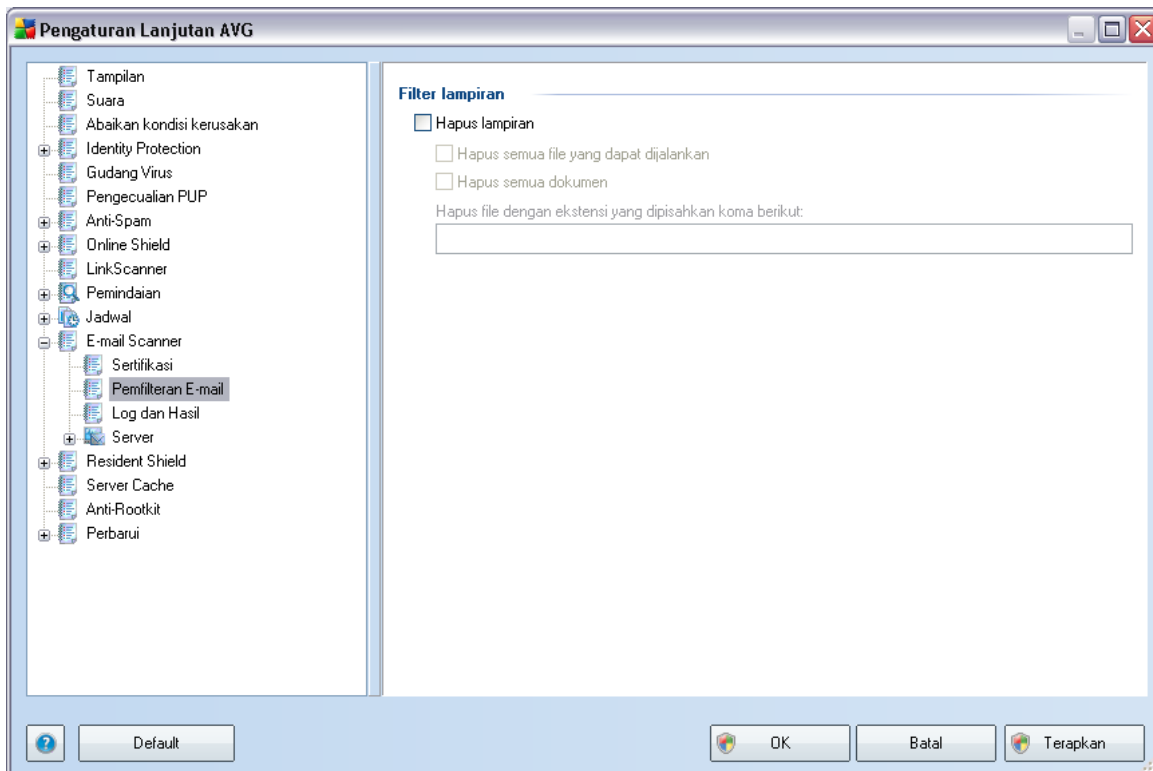 Pengaturan Lanjutan AVG
Tampilan
Suara
Abaikan kondisi kerusakan
Identity Protection
Gudang Virus
Pengecualian PUP
Anti-Spam
Online Shield
LinkScanner
Pemindaian
Jadwal
E-mail Scanner
Sertifikasi
Pemfilteran E-mail
Log dan Hasil
Server
Resident Shield
Server Cache
Anti-Rootkit
Perbarui
Filter lampiran
Hapus lampiran
Hapus semua file yang dapat dijalankan
Hapus semua dokumen
Hapus file dengan ekstensi yang dipisahkan koma berikut:
Default
OK
Batal
Terapkan